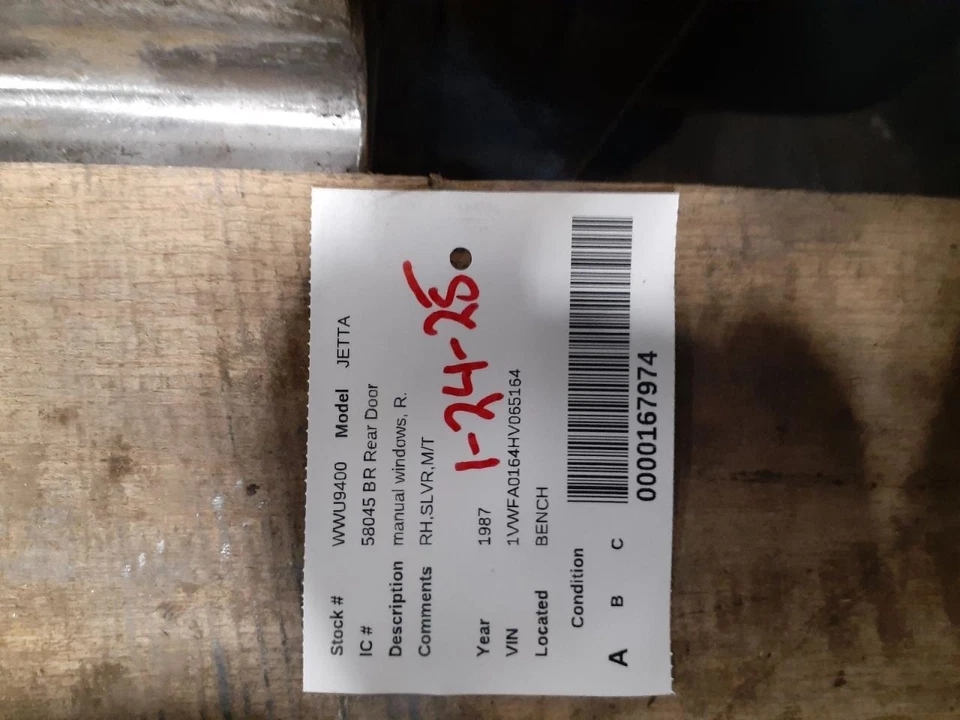 Stock # WWU9400 Model JETTA
IC # 58045 BR Rear Door
Description manual windows, R.
Comments RH,SLVR,M/T
1-24-25
Year 1987
VIN 1VWFA0164HV065164
Located BENCH
Condition
A B C
0000167974